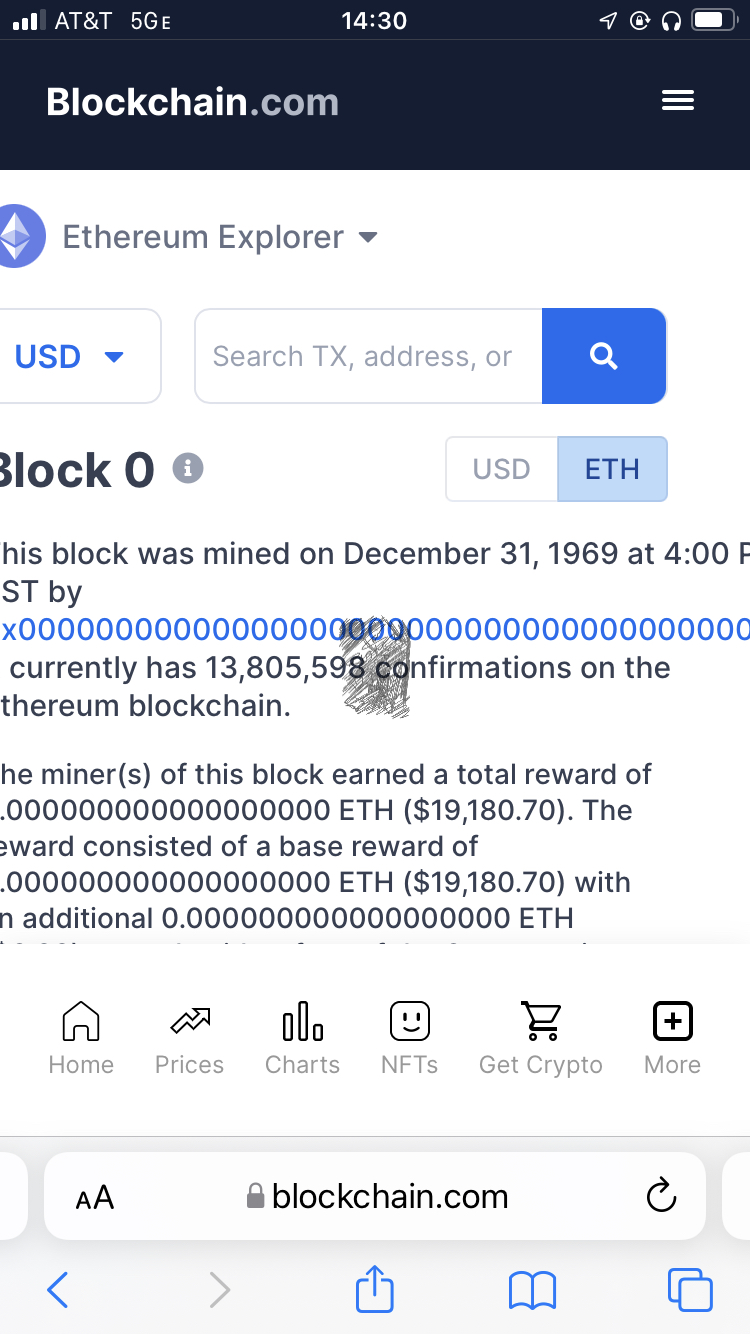 AT&T 5GE 14:30
Blockchain.com
Ethereum Explorer
USD Search TX, address, or
Block 0 USD ETH
his block was mined on December 31, 1969 at 4:00 P
ST by
x00000000000000000000000000000000000000
currently has 13,805,598 confirmations on the
thereum blockchain.
he miner(s) of this block earned a total reward of
.000000000000000000 ETH ($19,180.70). The
eward consisted of a base reward of
.000000000000000000 ETH ($19,180.70) with
n additional 0.000000000000000000 ETH
Home Prices Charts NFTs Get Crypto More
AA blockchain.com